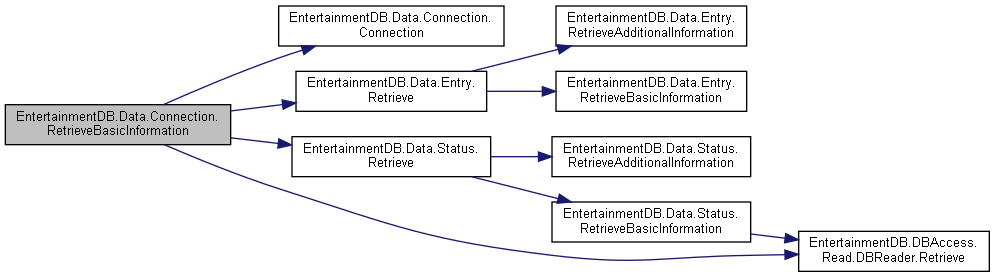 EntertainmentDB.Data.Connection.
Connection
EntertainmentDB.Data.Entry.
RetrieveAdditionalInformation
EntertainmentDB.Data.Entry.
Retrieve
EntertainmentDB.Data.Entry.
RetrieveBasicInformation
EntertainmentDB.Data.Connection.
RetrieveBasicInformation
EntertainmentDB.Data.Status.
Retrieve
EntertainmentDB.Data.Status.
RetrieveAdditionalInformation
EntertainmentDB.Data.Status.
RetrieveBasicInformation
EntertainmentDB.DBAccess.
Read.DBReader.Retrieve